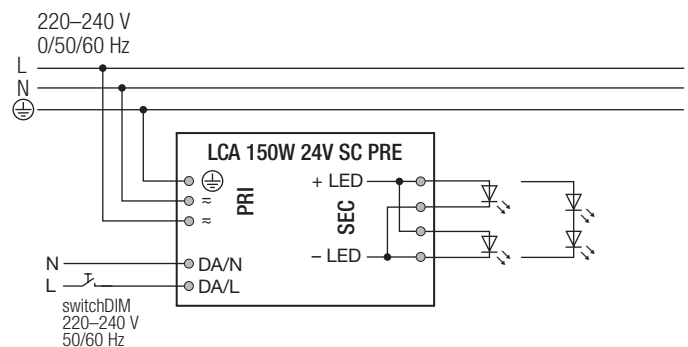 220–240 V
0/50/60 Hz
L
N
LCA 150W 24V SC PRE
PRI
SEC
+ LED
– LED
N
DA/N
L
DA/L
switchDIM
220–240 V
50/60 Hz